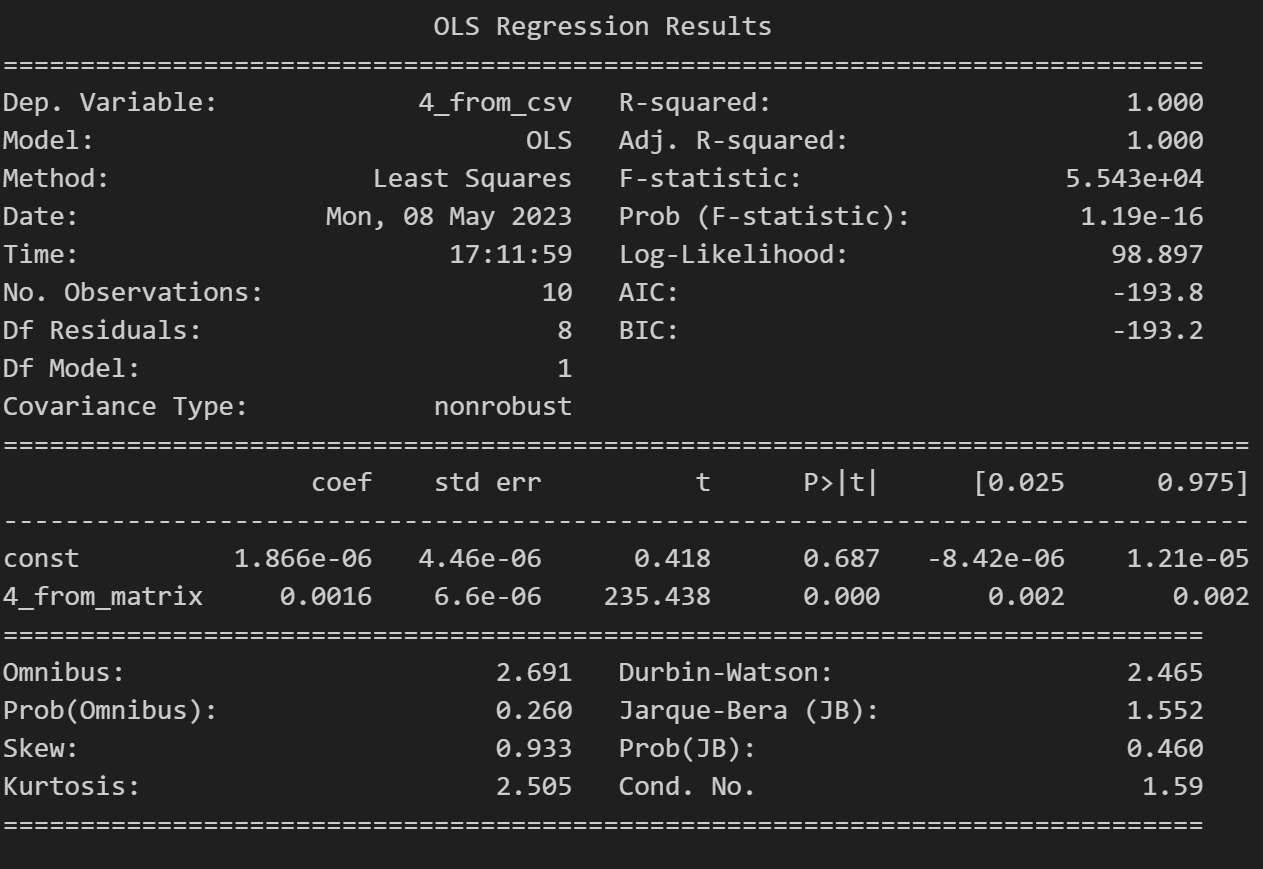 OLS Regression Results
==============================================================================
Dep. Variable:             4_from_csv   R-squared:                       1.000
Model:                            OLS   Adj. R-squared:                  1.000
Method:                 Least Squares   F-statistic:                 5.543e+04
Date:                Mon, 08 May 2023   Prob (F-statistic):           1.19e-16
Time:                        17:11:59   Log-Likelihood:                 98.897
No. Observations:                  10   AIC:                            -193.8
Df Residuals:                       8   BIC:                            -193.2
Df Model:                           1
Covariance Type:            nonrobust
=================================================================================
                    coef    std err          t      P>|t|      [0.025      0.975]
---------------------------------------------------------------------------------
const          1.866e-06   4.46e-06      0.418      0.687   -8.42e-06    1.21e-05
4_from_matrix     0.0016    6.6e-06    235.438      0.000       0.002       0.002
==============================================================================
Omnibus:                        2.691   Durbin-Watson:                   2.465
Prob(Omnibus):                  0.260   Jarque-Bera (JB):                1.552
Skew:                           0.933   Prob(JB):                        0.460
Kurtosis:                       2.505   Cond. No.                         1.59
==============================================================================